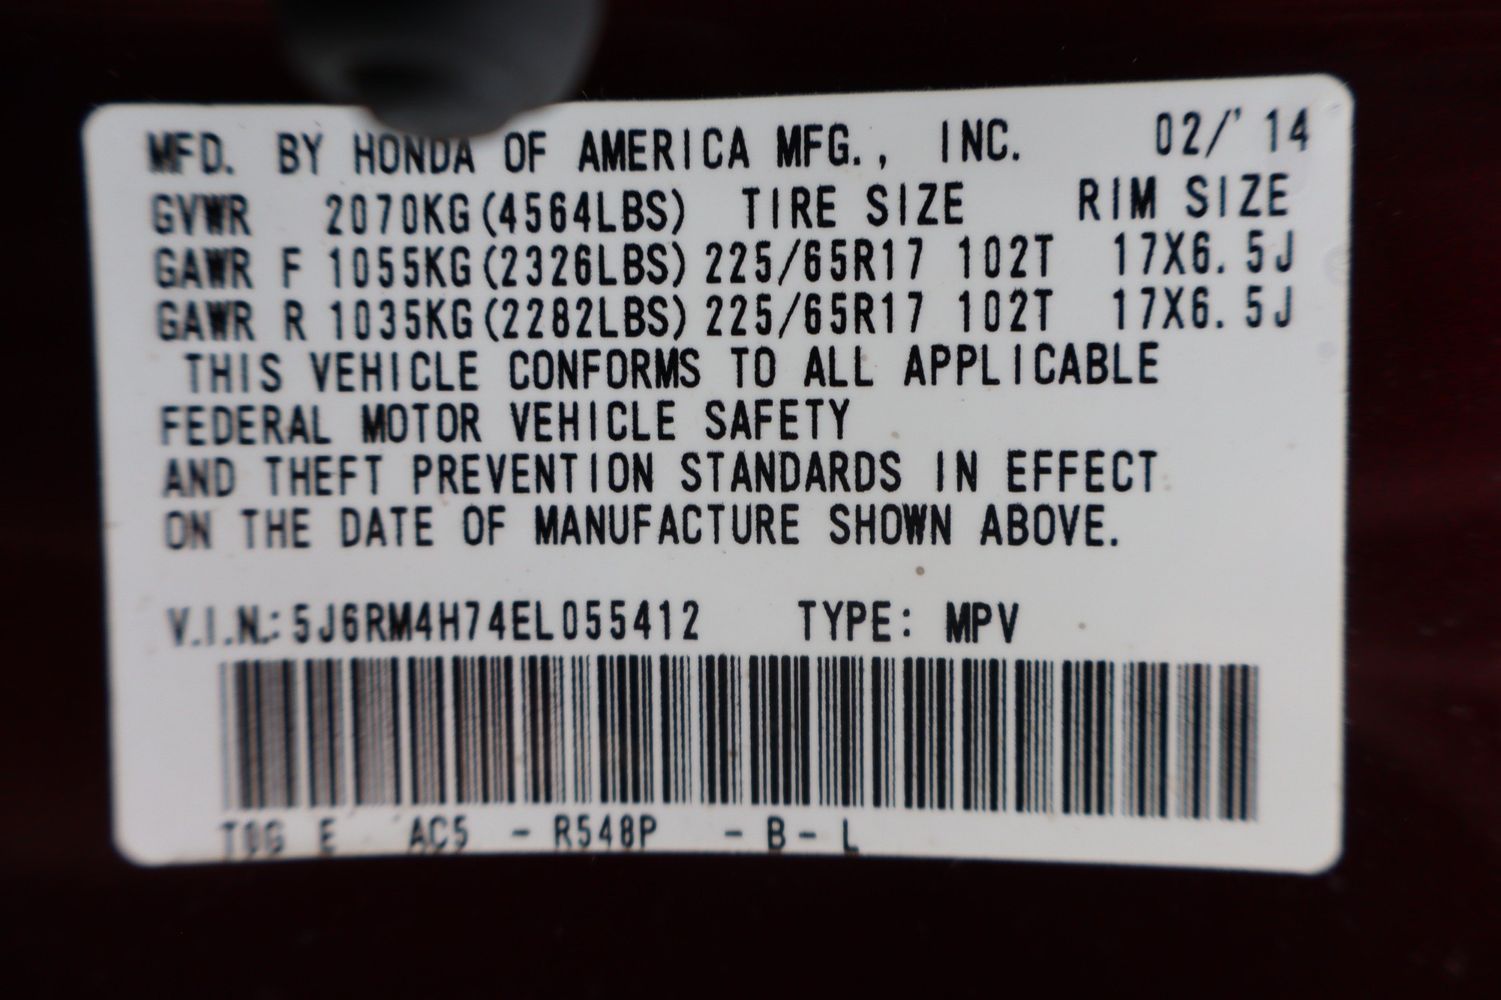 MFD. BY HONDA OF AMERICA MFG., INC. 02/'14
GVWR 2070KG(4564LBS) TIRE SIZE RIM SIZE
GAWR F 1055KG(2326LBS) 225/65R17 102T 17X6.5J
GAWR R 1035KG(2282LBS) 225/65R17 102T 17X6.5J
THIS VEHICLE CONFORMS TO ALL APPLICABLE
FEDERAL MOTOR VEHICLE SAFETY
AND THEFT PREVENTION STANDARDS IN EFFECT
ON THE DATE OF MANUFACTURE SHOWN ABOVE.
V.I.N.: 5J6RM4H74EL055412 TYPE: MPV
T0G E AC5 - R548P - B - L